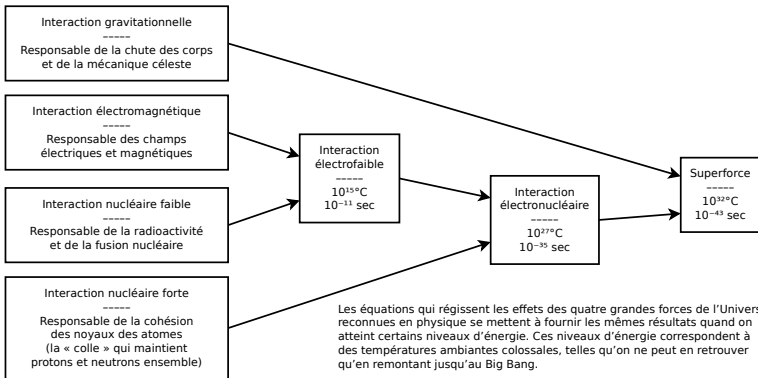 Interaction gravitationnelle
-----
Responsable de la chute des corps
et de la mécanique céleste
Interaction électromagnétique
-----
Responsable des champs
électriques et magnétiques
Interaction nucléaire faible
-----
Responsable de la radioactivité
et de la fusion nucléaire
Interaction nucléaire forte
-----
Responsable de la cohésion
des noyaux des atomes
(la « colle » qui maintient
protons et neutrons ensemble)
Interaction
électrofaible
-----
10¹⁵°C
10⁻¹¹ sec
Interaction
électronucléaire
-----
10²⁷°C
10⁻³⁵ sec
Superforce
-----
10³²°C
10⁻⁴³ sec
Les équations qui régissent les effets des quatre grandes forces de l’Univers
reconnues en physique se mettent à fournir les mêmes résultats quand on
atteint certains niveaux d’énergie. Ces niveaux d’énergie correspondent à
des températures ambiantes colossales, telles qu’on ne peut en retrouver
qu’en remontant jusqu’au Big Bang.